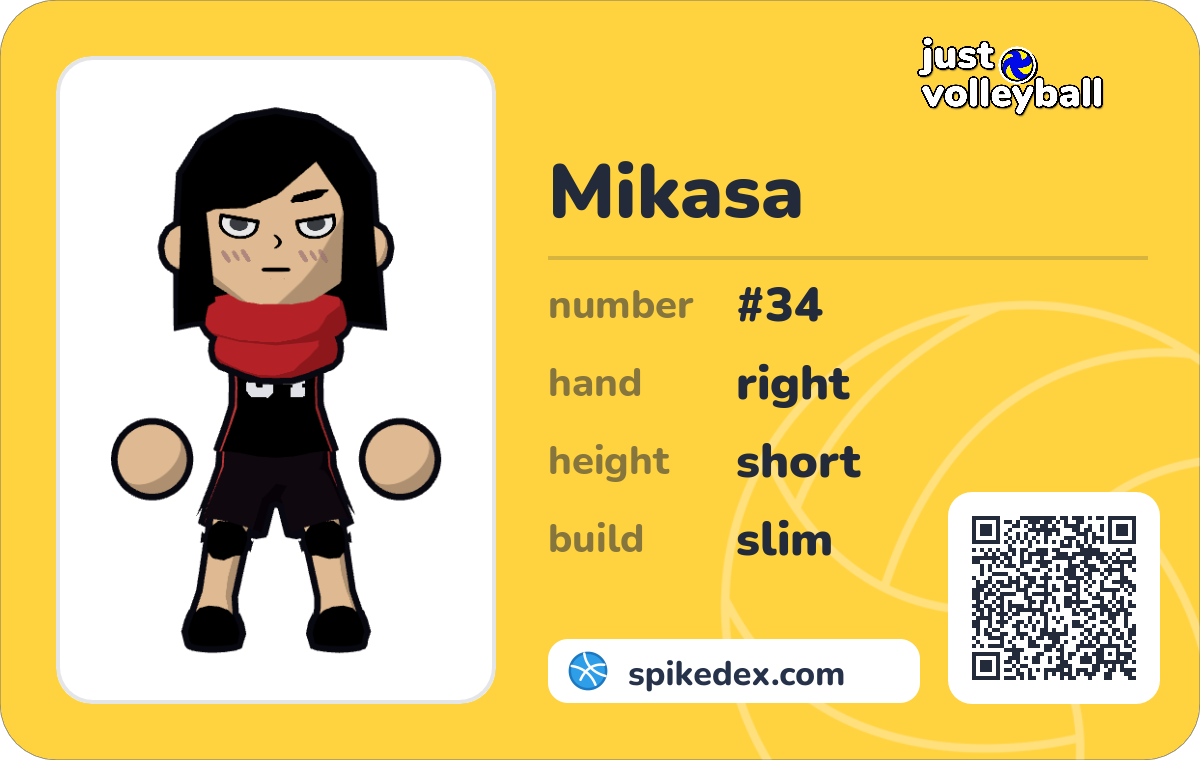 just
volleyball
Mikasa
number #34
hand right
height short
build slim
spikedex.com